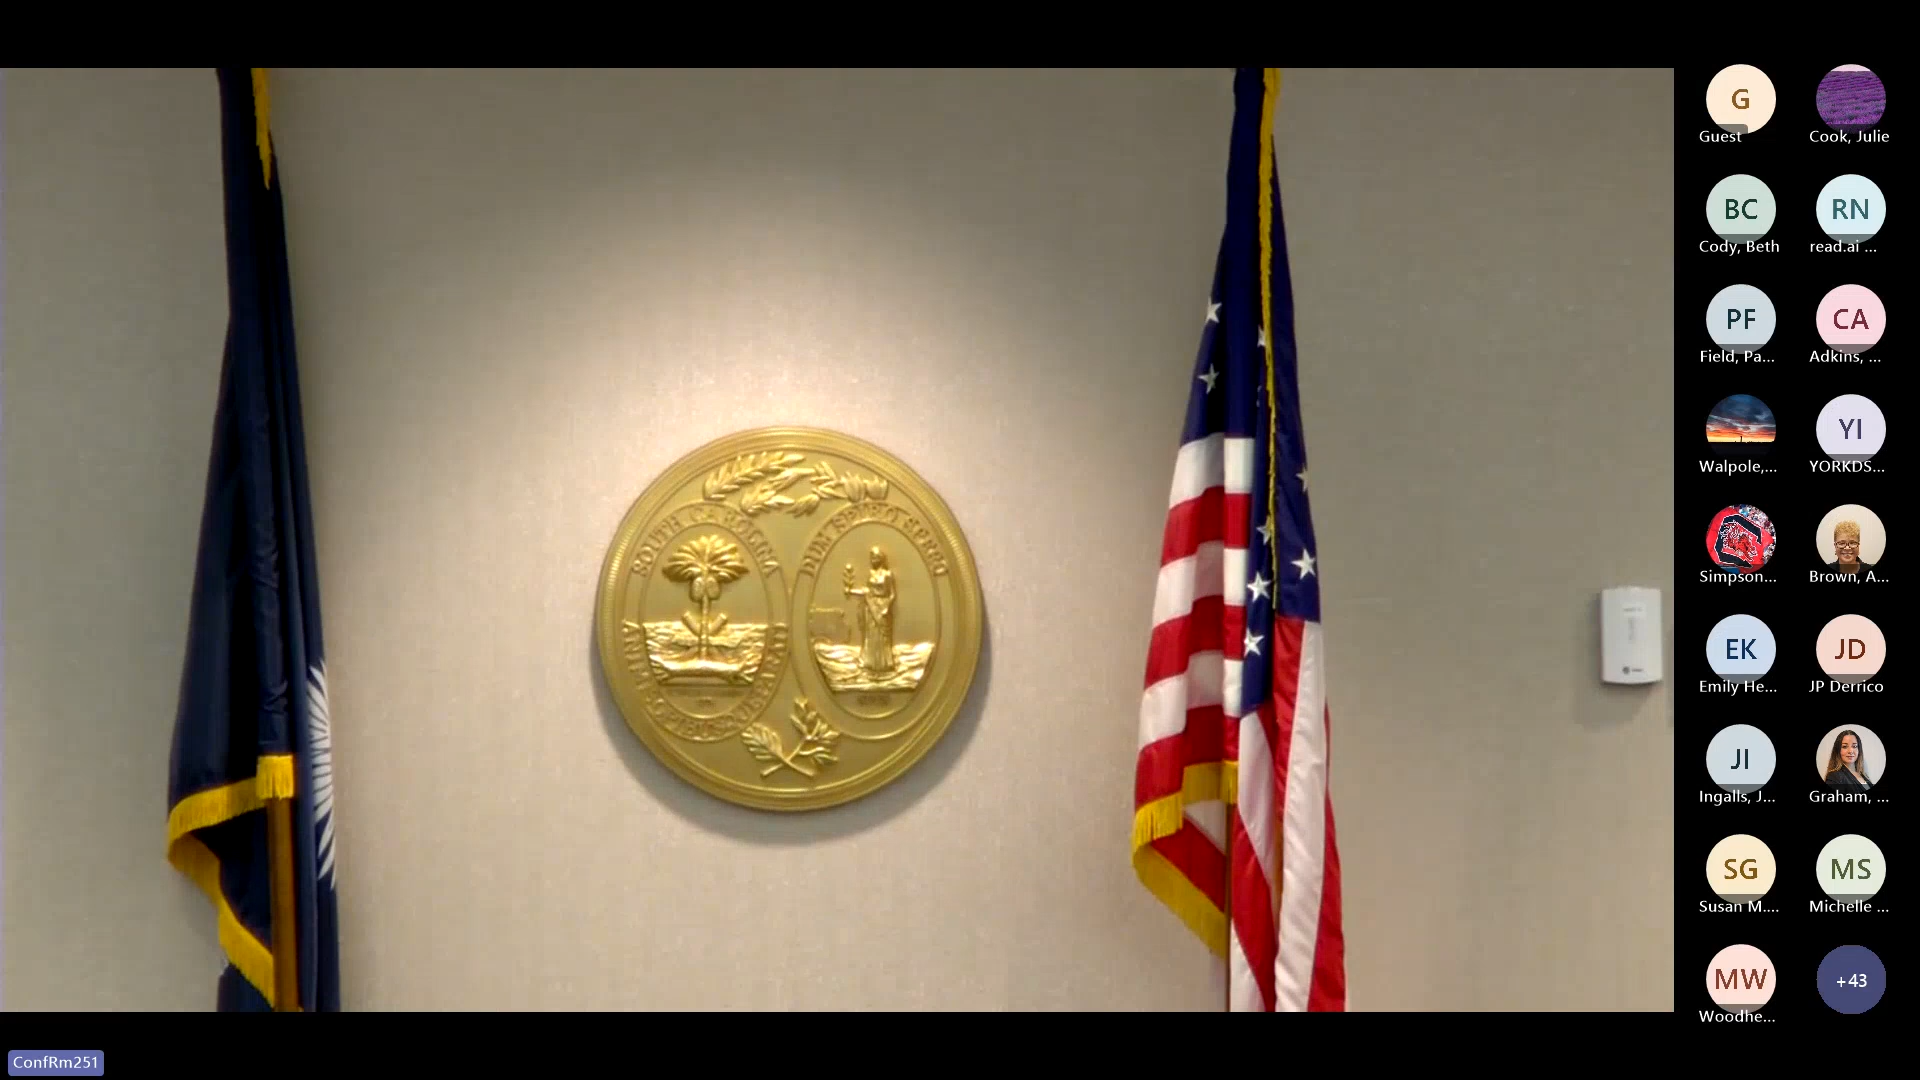 SOUTH CAROLINA
DUM SPIRO SPERO
G
Guest
Cook, Julie
BC
Cody, Beth
RN
read.ai ...
PF
Field, Pa...
CA
Adkins, ...
Walpole,...
YI
YORKDS...
Simpson...
Brown, A...
EK
Emily He...
JD
JP Derrico
JI
Ingalls, J...
Graham, ...
SG
Susan M....
MS
Michelle ...
MW
Woodhe...
+43
ConfRm251